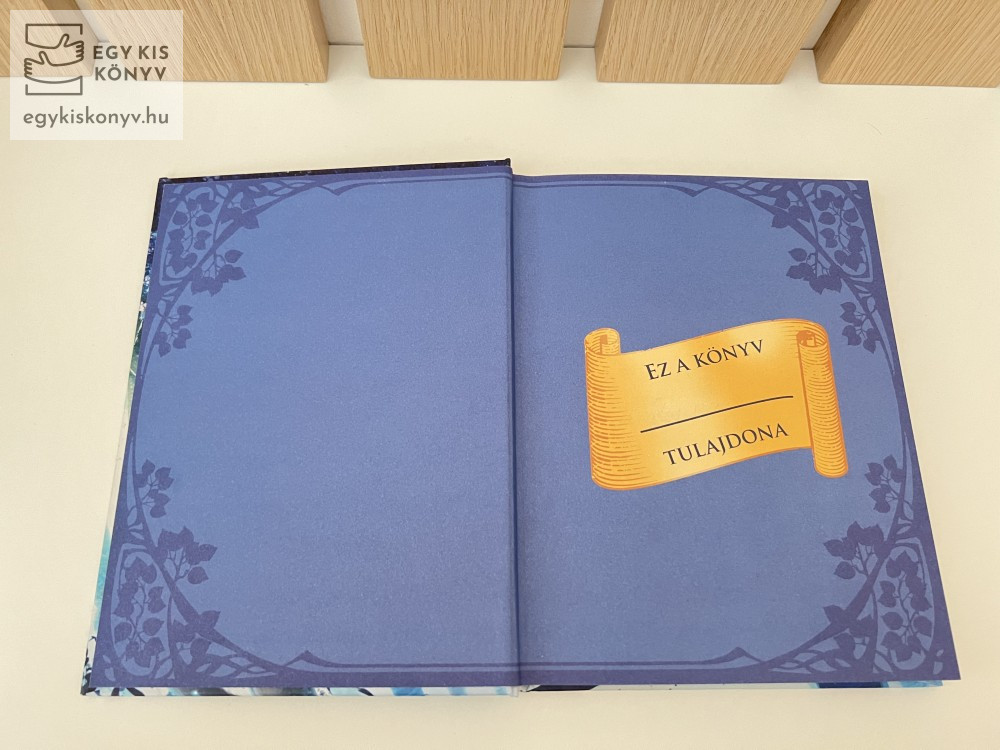 EGY KIS
KÖNYV
egykiskonyv.hu
EZ A KÖNYV
TULAJDONA